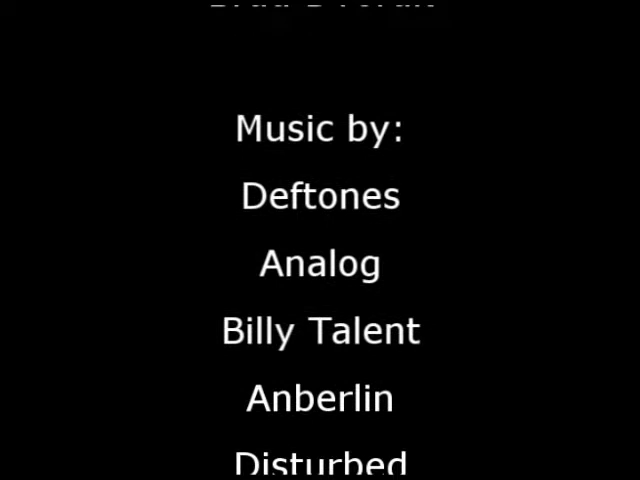 Music by:
Deftones
Analog
Billy Talent
Anberlin
Disturbed